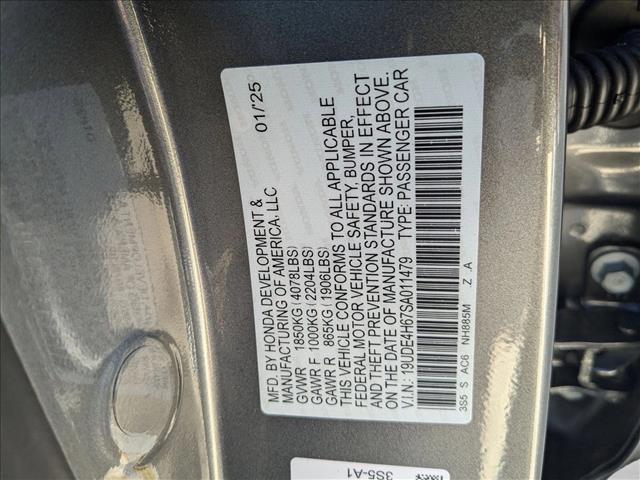 MFD. BY HONDA DEVELOPMENT & 01/'25
MANUFACTURING OF AMERICA, LLC
GVWR 1850KG(4078LBS)
GAWR F 1000KG(2204LBS)
GAWR R 865KG(1906LBS)
THIS VEHICLE CONFORMS TO ALL APPLICABLE
FEDERAL MOTOR VEHICLE SAFETY, BUMPER,
AND THEFT PREVENTION STANDARDS IN EFFECT
ON THE DATE OF MANUFACTURE SHOWN ABOVE.
V.I.N.: 19UDE4H67SA011479 TYPE: PASSENGER CAR
3S5 S AC6 NH885M Z .A
3S5-A1